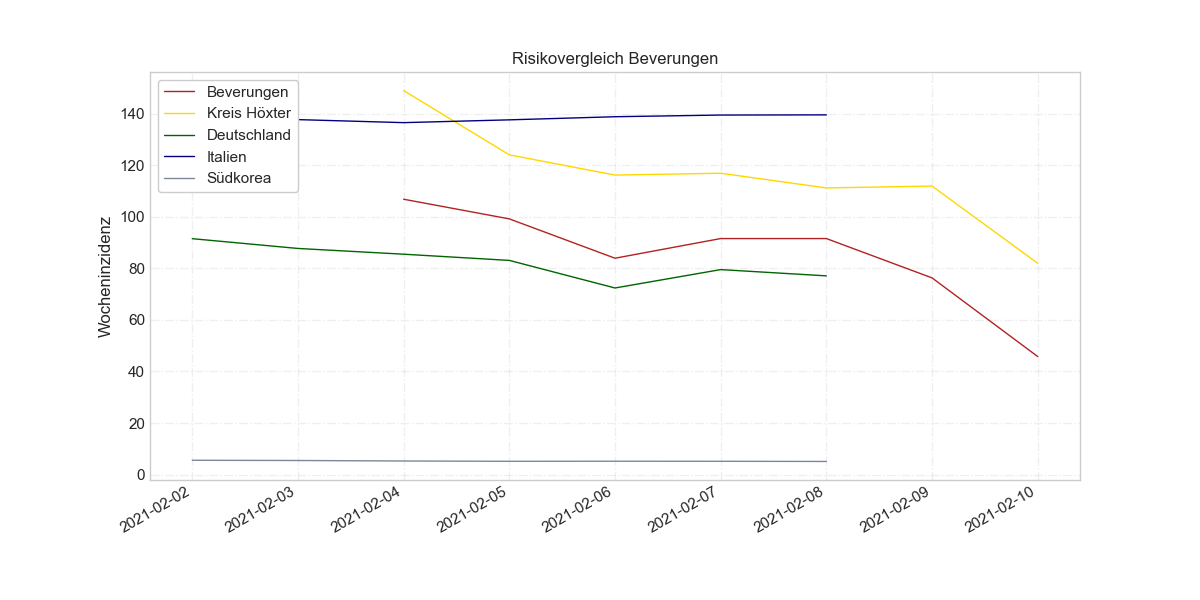 Risikovergleich Beverungen
Beverungen
Kreis Höxter
Deutschland
Italien
Südkorea
Wocheninzidenz
140
120
100
80
60
40
20
0
2021-02-02
2021-02-03
2021-02-04
2021-02-05
2021-02-06
2021-02-07
2021-02-08
2021-02-09
2021-02-10